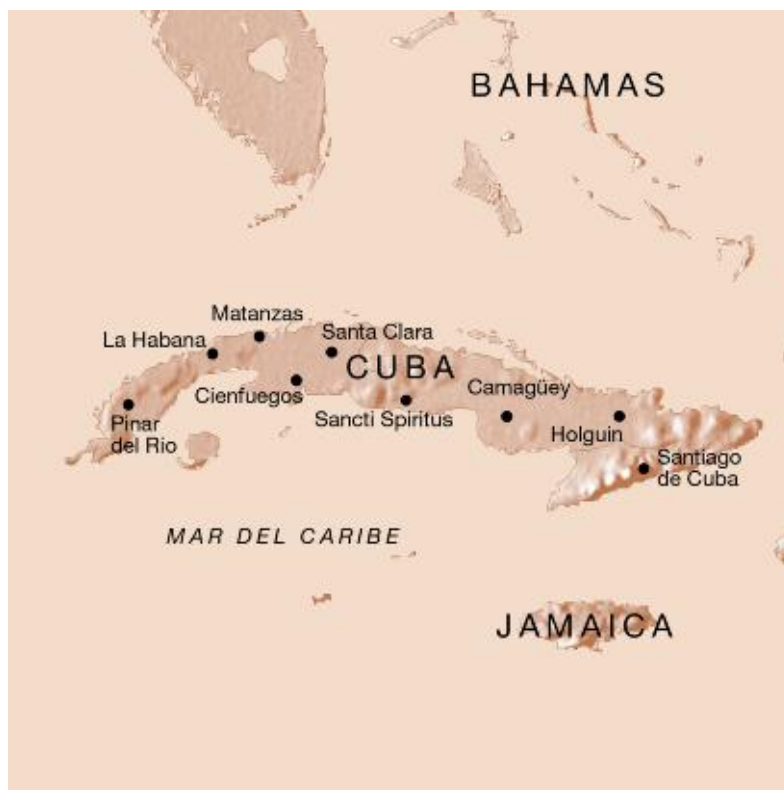 BAHAMAS
Matanzas
La Habana
Santa Clara
CUBA
Cienfuegos
Camagüey
Sancti Spiritus
Pinar
del Rio
Holguin
Santiago
de Cuba
MAR DEL CARIBE
JAMAICA